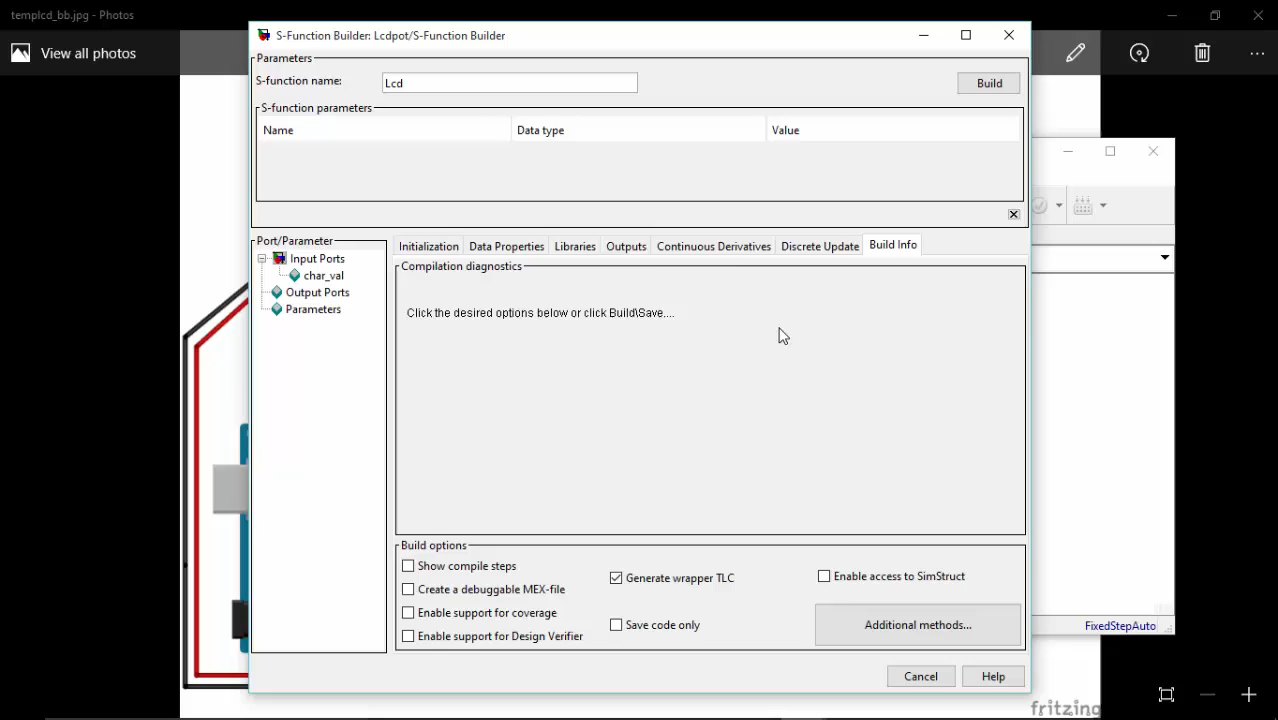 templcd_bb.jpg - Photos
View all photos
S-Function Builder: Lcdpot/S-Function Builder
Parameters
S-function name:
Lcd
Build
S-function parameters
Name
Data type
Value
Port/Parameter
Input Ports
char_val
Output Ports
Parameters
Initialization
Data Properties
Libraries
Outputs
Continuous Derivatives
Discrete Update
Build Info
Compilation diagnostics
Click the desired options below or click Build\Save....
Build options
Show compile steps
Create a debuggable MEX-file
Enable support for coverage
Enable support for Design Verifier
Generate wrapper TLC
Save code only
Enable access to SimStruct
Additional methods...
Cancel
Help
FixedStepAuto
fritzing